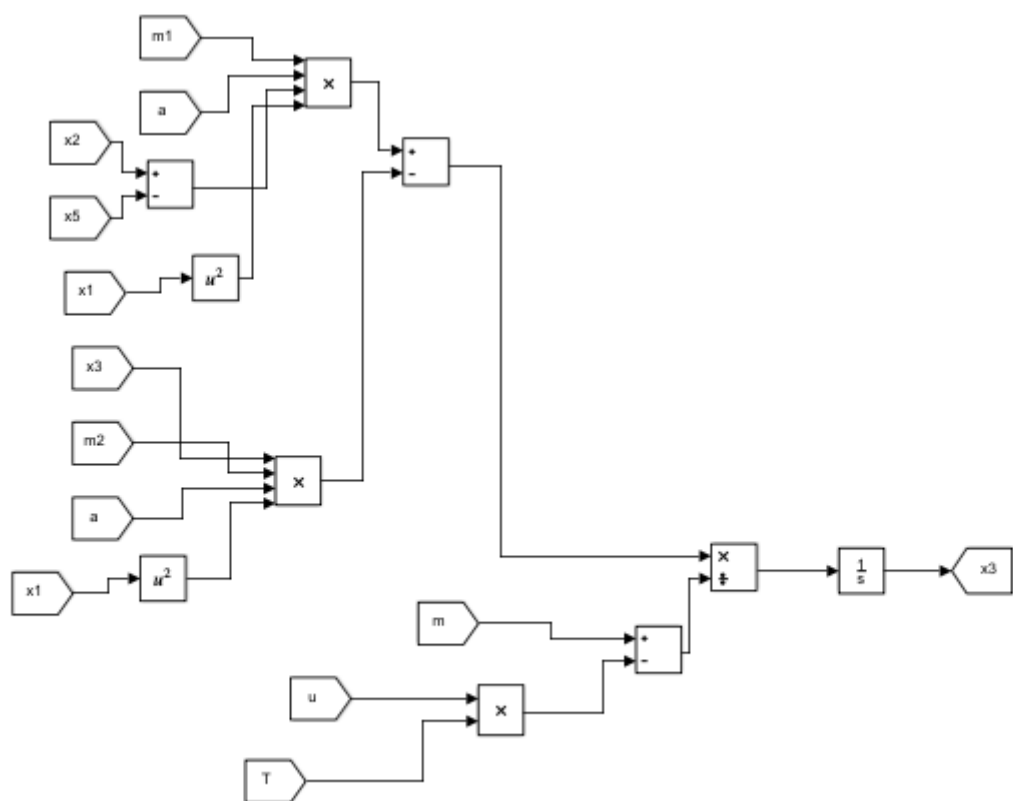 m1
×
a
x2
+
-
+
-
x5
x1
u²
x3
m2
×
a
x1
u²
×
÷
1
s
x3
m
+
-
u
×
T